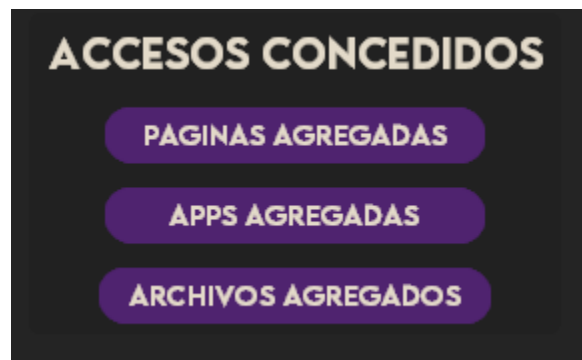 ACCESOS CONCEDIDOS
PAGINAS AGREGADAS
APPS AGREGADAS
ARCHIVOS AGREGADOS